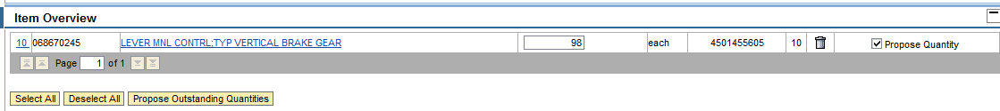 Item Overview
10 068670245 LEVER MNL CONTRL;TYP VERTICAL BRAKE GEAR 98 each 4501455605 10 Propose Quantity
Page 1 of 1
Select All Deselect All Propose Outstanding Quantities